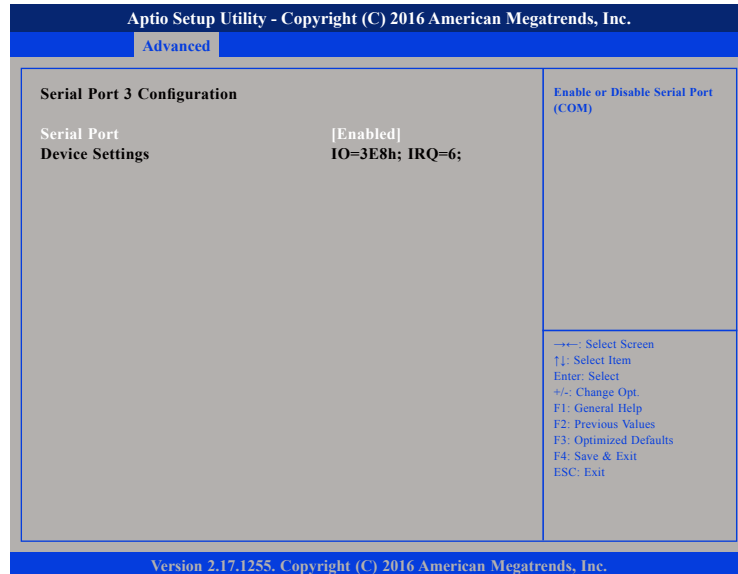 Aptio Setup Utility - Copyright (C) 2016 American Megatrends, Inc.
Advanced
Serial Port 3 Configuration
Serial Port [Enabled]
Device Settings IO=3E8h; IRQ=6;
Enable or Disable Serial Port
(COM)
→←: Select Screen
↑↓: Select Item
Enter: Select
+/-: Change Opt.
F1: General Help
F2: Previous Values
F3: Optimized Defaults
F4: Save & Exit
ESC: Exit
Version 2.17.1255. Copyright (C) 2016 American Megatrends, Inc.